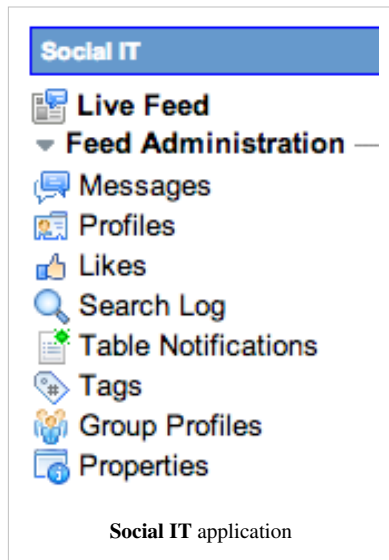 Social IT
Live Feed
Feed Administration
Messages
Profiles
Likes
Search Log
Table Notifications
Tags
Group Profiles
Properties
Social IT application